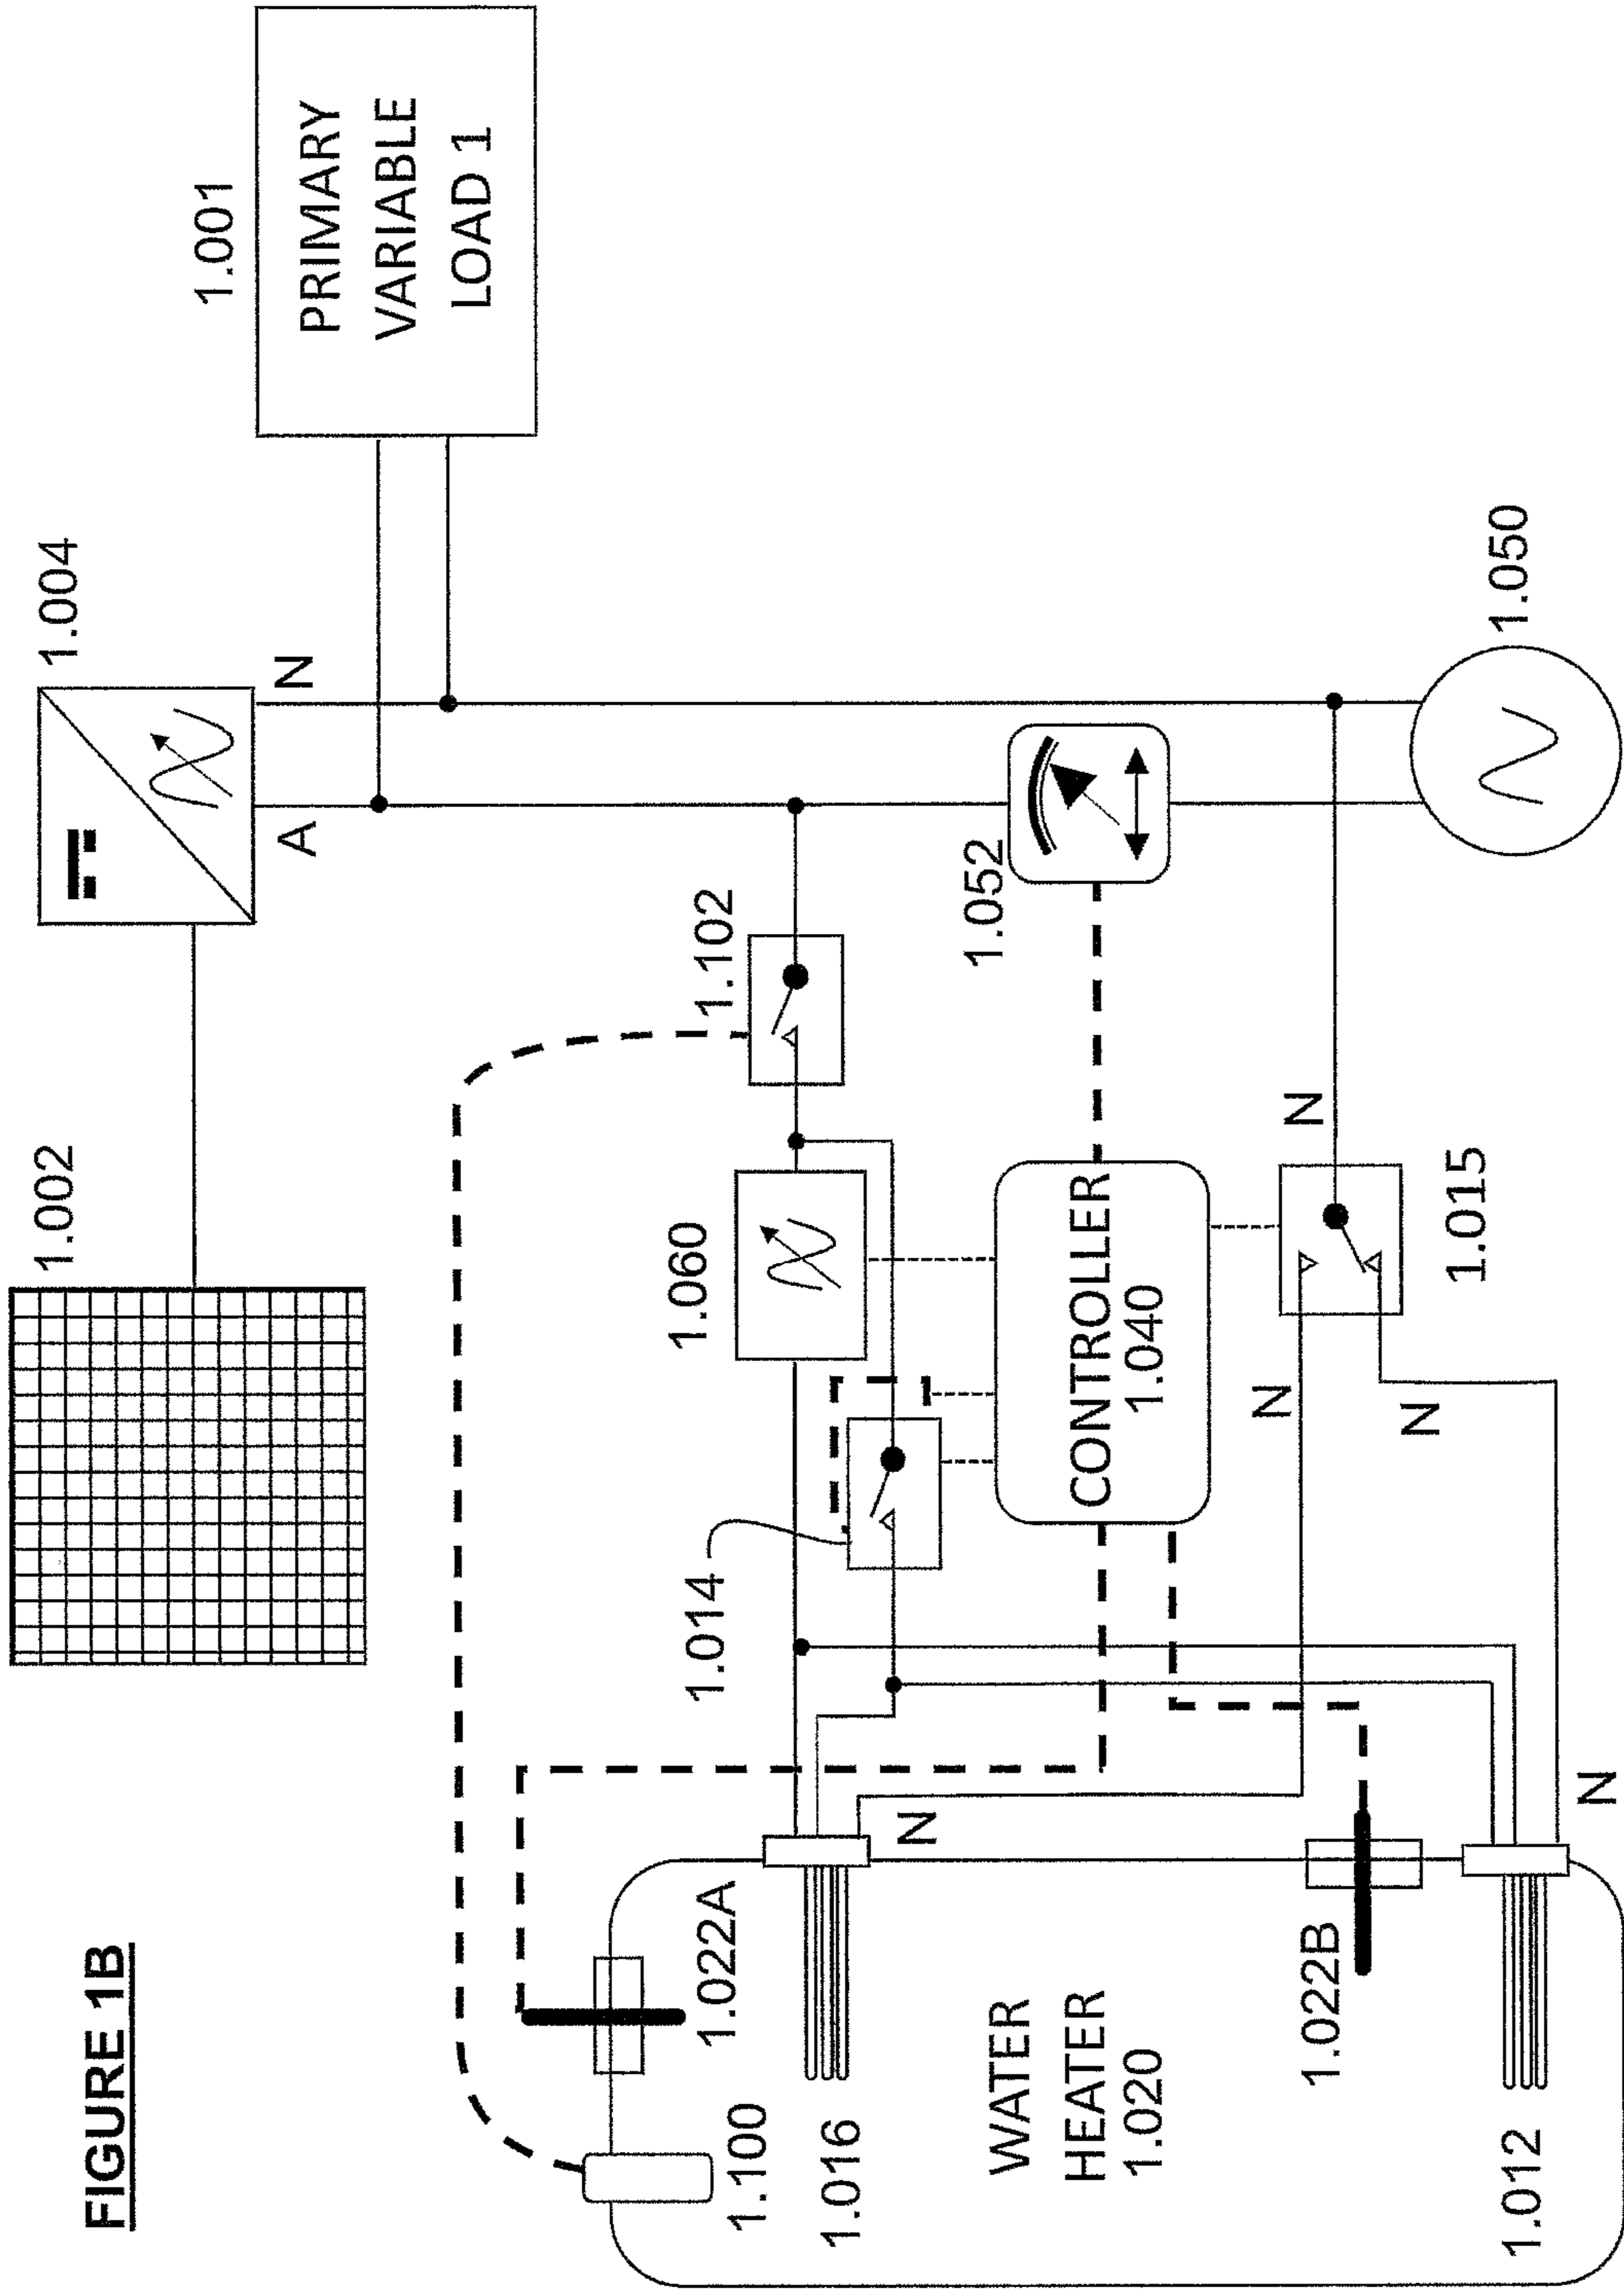 FIGURE 1B
1.002
1.004
1.001
PRIMARY
VARIABLE
LOAD 1
N
A
1.102
1.060
1.014
1.052
CONTROLLER
1.040
1.100
1.022A
1.016
N
WATER
HEATER
1.020
1.022B
1.012
N
N
N
N
1.015
1.050